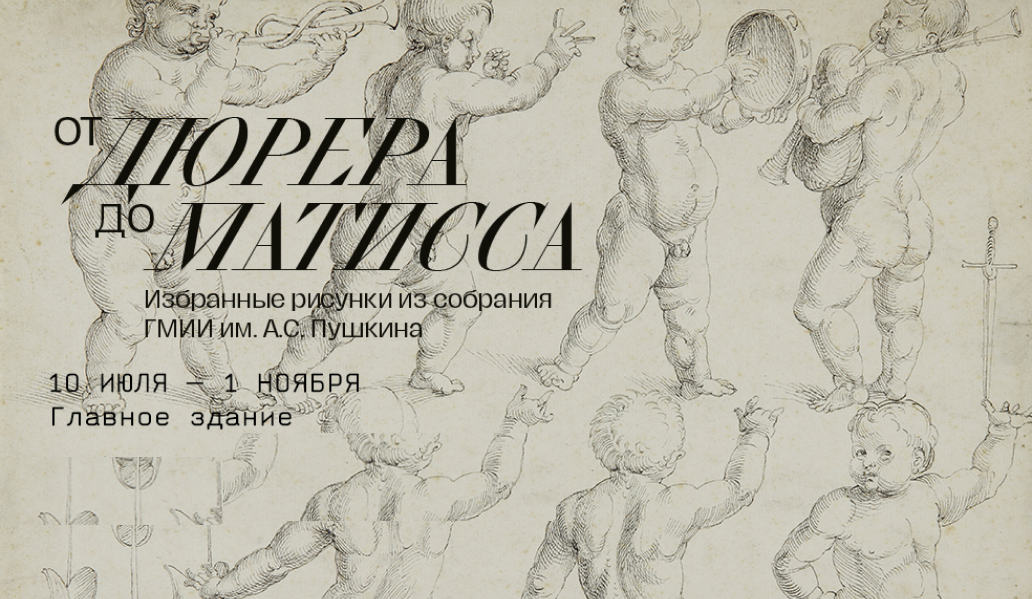 ОТ ДЮРЕРА
ДО МАТИССА
Избранные рисунки из собрания
ГМИИ им. А.С. Пушкина
10 ИЮЛЯ — 1 НОЯБРЯ
Главное здание